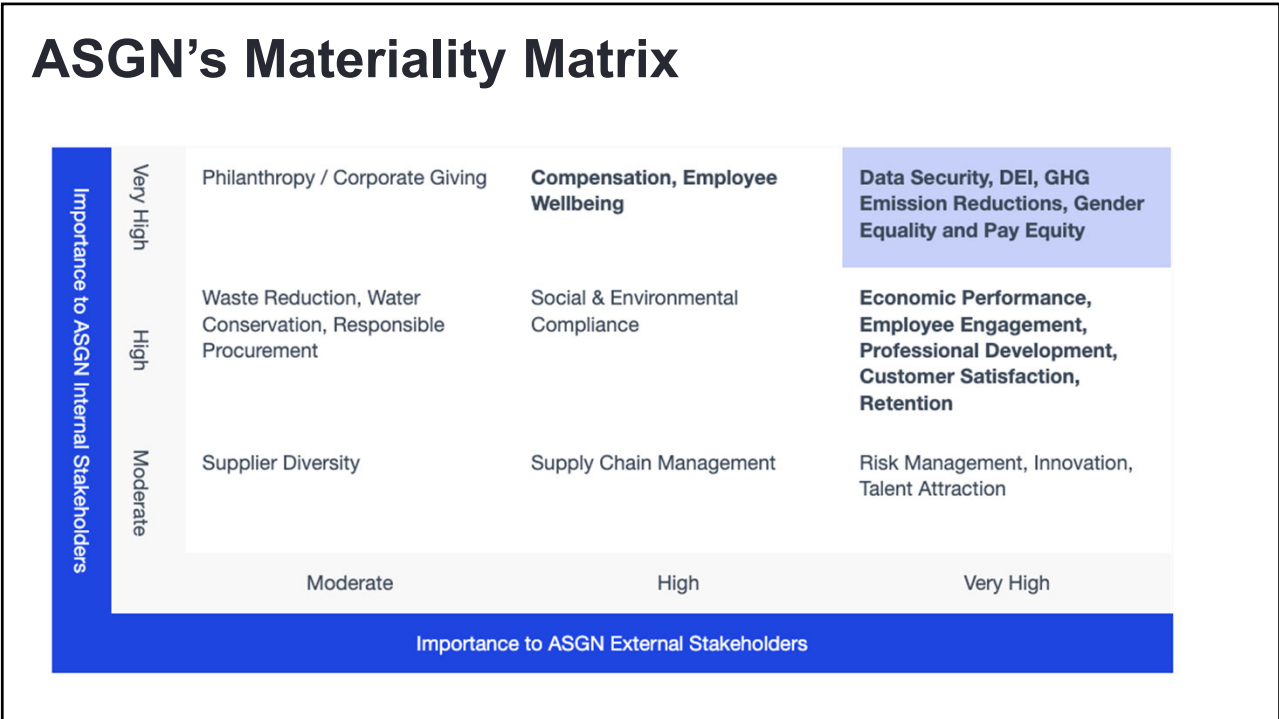 ASGN’s Materiality Matrix
Importance to ASGN Internal Stakeholders
Very High
Philanthropy / Corporate Giving
Compensation, Employee
Wellbeing
Data Security, DEI, GHG
Emission Reductions, Gender
Equality and Pay Equity
High
Waste Reduction, Water
Conservation, Responsible
Procurement
Social & Environmental
Compliance
Economic Performance,
Employee Engagement,
Professional Development,
Customer Satisfaction,
Retention
Moderate
Supplier Diversity
Supply Chain Management
Risk Management, Innovation,
Talent Attraction
Moderate
High
Very High
Importance to ASGN External Stakeholders